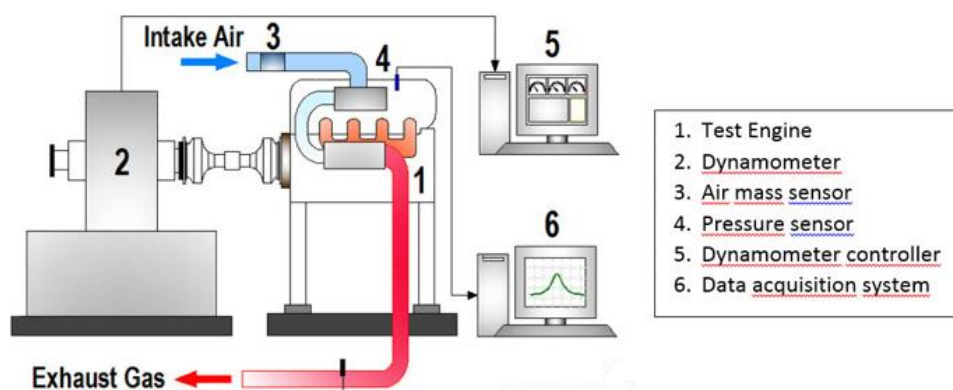 Intake Air
3
4
5
2
1
6
Exhaust Gas
1. Test Engine
2. Dynamometer
3. Air mass sensor
4. Pressure sensor
5. Dynamometer controller
6. Data acquisition system